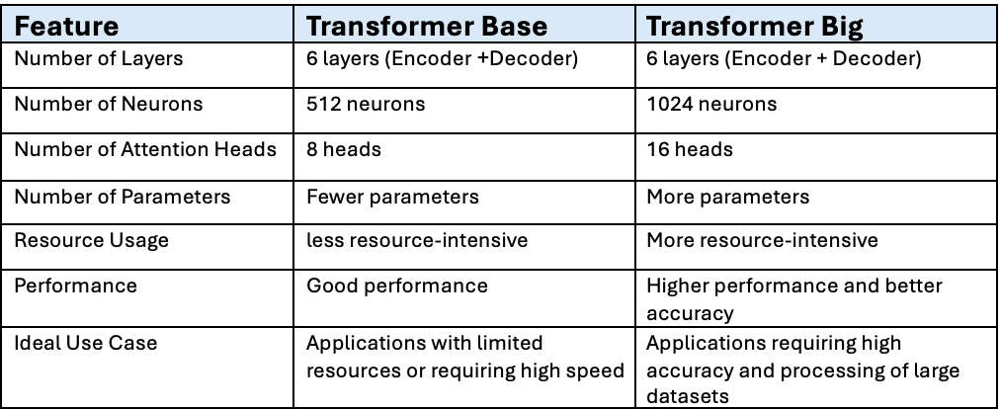 Feature Transformer Base Transformer Big
Number of Layers 6 layers (Encoder +Decoder) 6 layers (Encoder + Decoder)
Number of Neurons 512 neurons 1024 neurons
Number of Attention Heads 8 heads 16 heads
Number of Parameters Fewer parameters More parameters
Resource Usage less resource-intensive More resource-intensive
Performance Good performance Higher performance and better
accuracy
Ideal Use Case Applications with limited Applications requiring high
resources or requiring high speed accuracy and processing of large
datasets